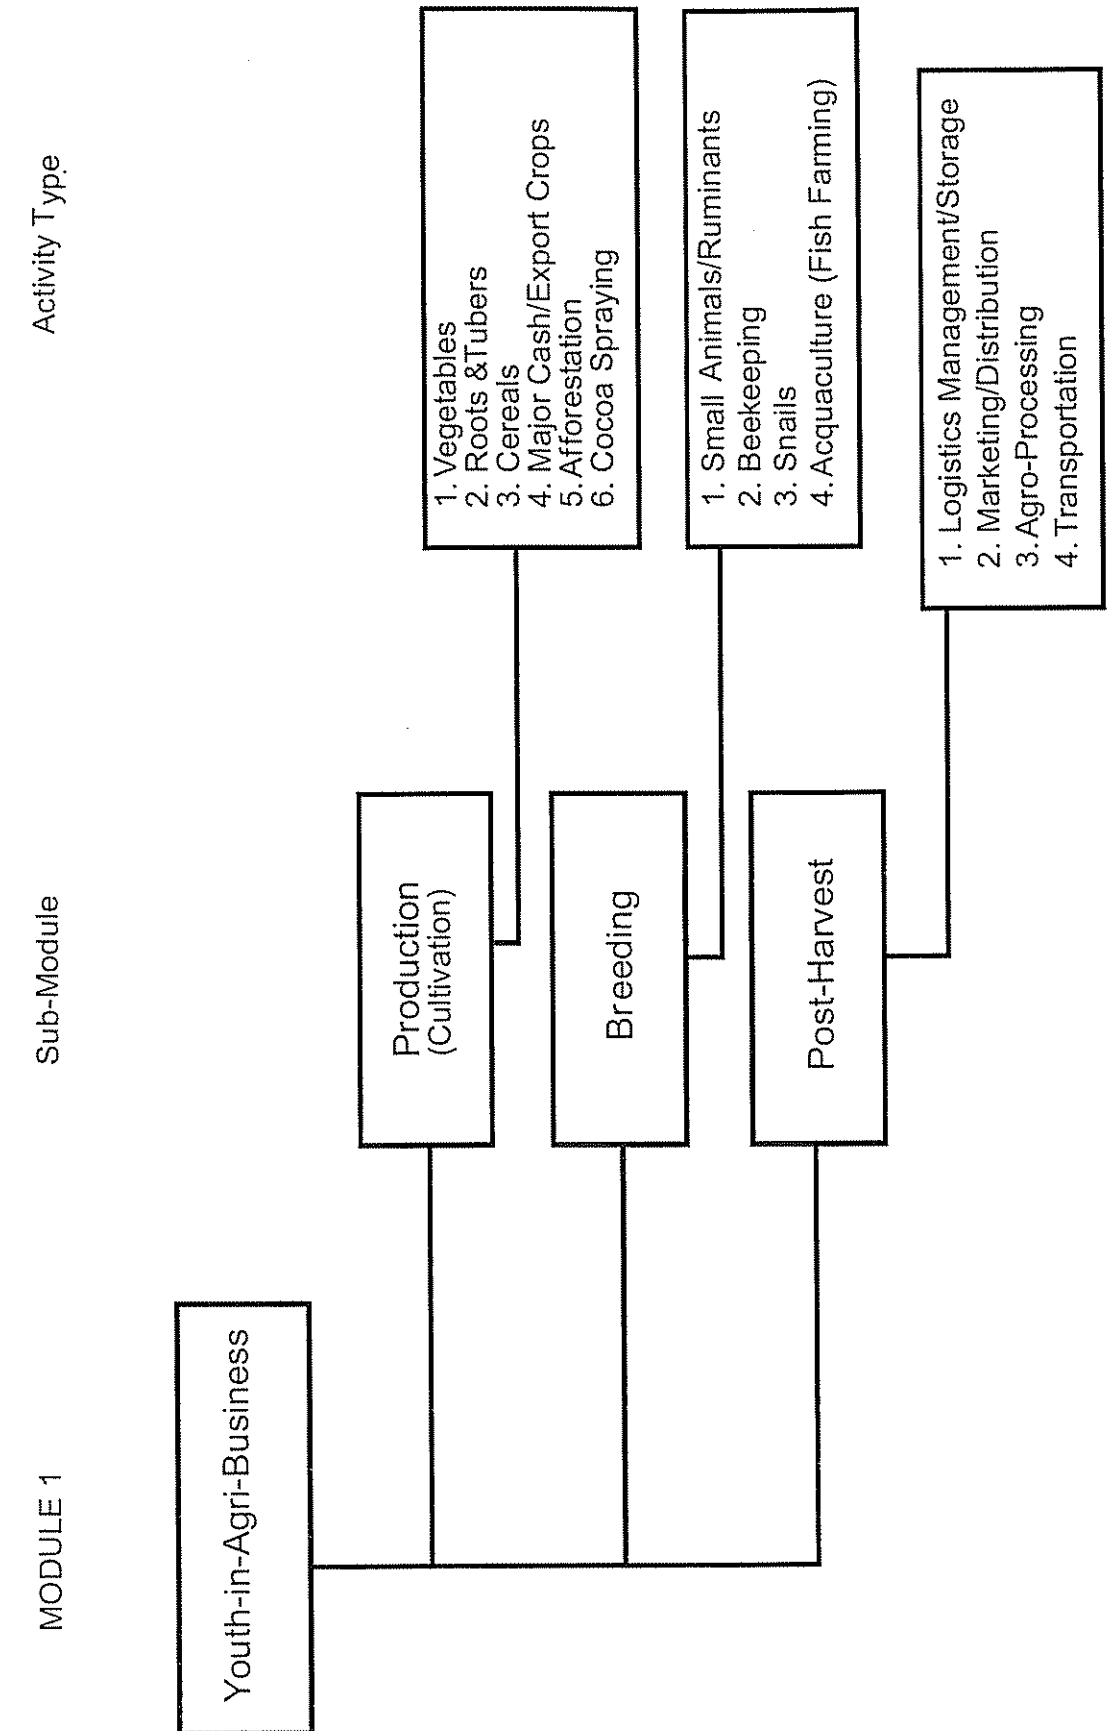 MODULE 1
Sub-Module
Activity Type
Youth-in-Agri-Business
Production
(Cultivation)
1. Vegetables
2. Roots &Tubers
3. Cereals
4. Major Cash/Export Crops
5. Afforestation
6. Cocoa Spraying
Breeding
1. Small Animals/Ruminants
2. Beekeeping
3. Snails
4. Acquaculture (Fish Farming)
Post-Harvest
1. Logistics Management/Storage
2. Marketing/Distribution
3. Agro-Processing
4. Transportation